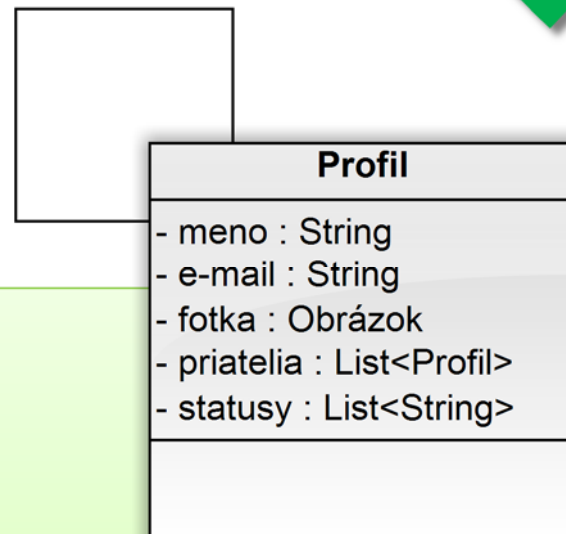 Profil
- meno : String
- e-mail : String
- fotka : Obrázok
- priatelia : List<Profil>
- statusy : List<String>